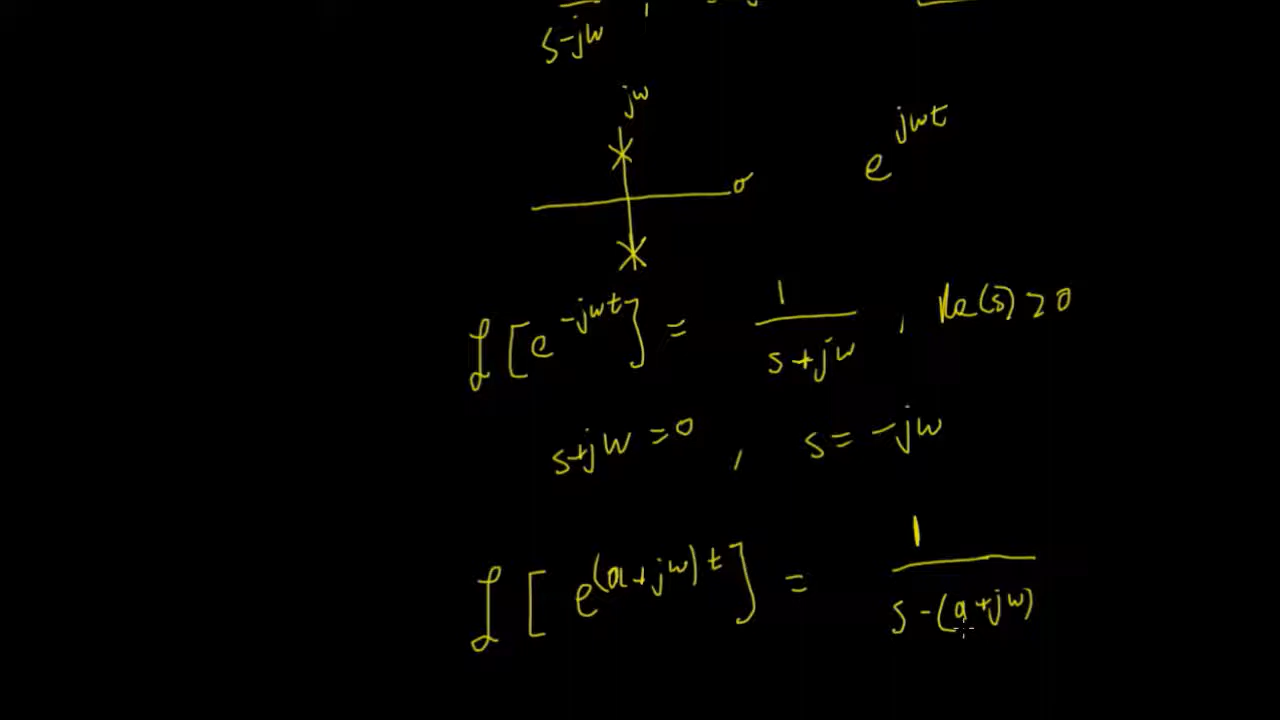 s-jw ,
jw
e^{jwt}
σ
ℒ[e^{-jwt}] = 1/(s+jw) , Re(s) > 0
s+jw = 0 , s = -jw
ℒ[e^{(a+jw)t}] = 1/(s-(a+jw))